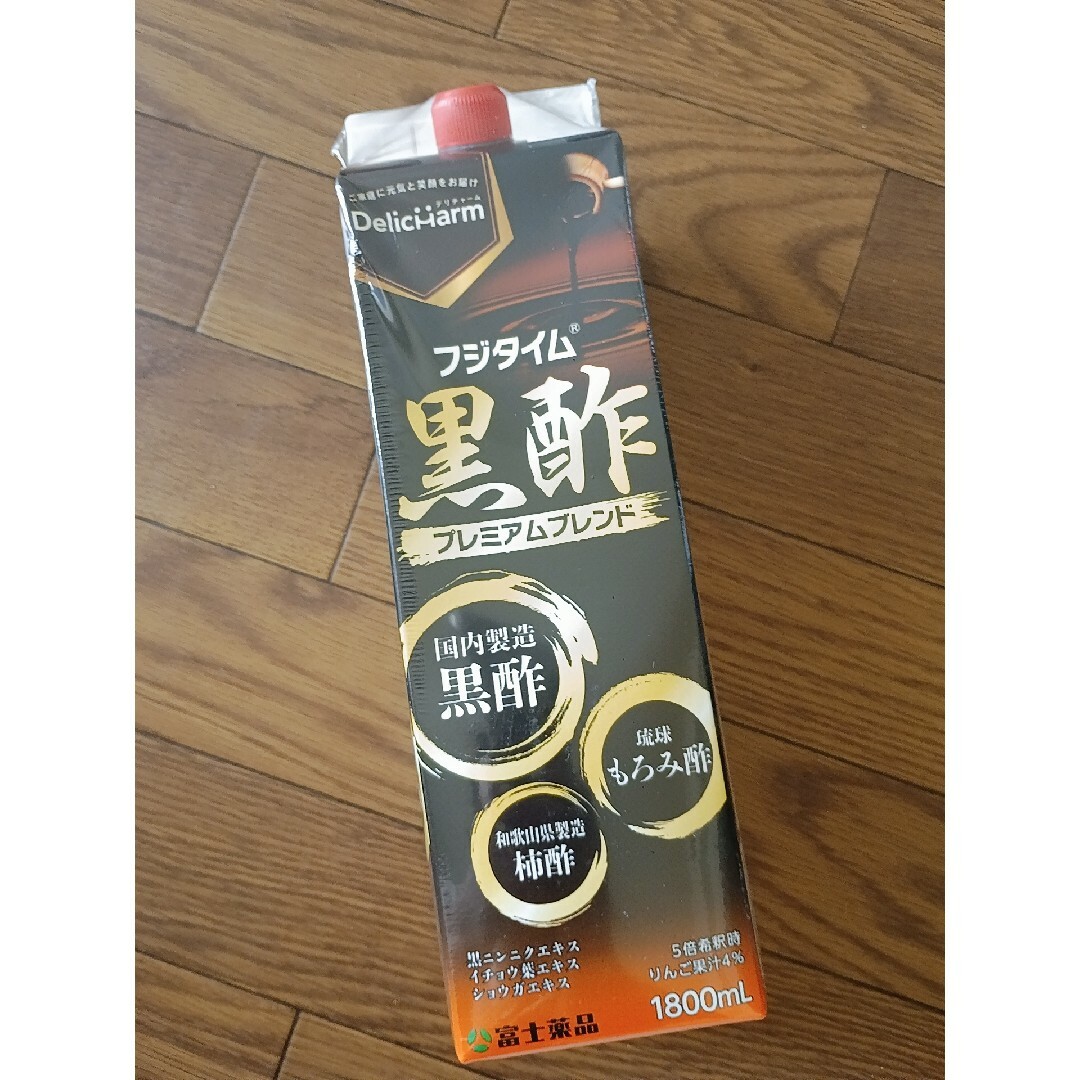 ご家庭に元気と笑顔をお届け
デリチャーム
DeliCHarm
フジタイム®
黒酢
プレミアムブレンド
国内製造
黒酢
琉球
もろみ酢
和歌山県製造
柿酢
黒ニンニクエキス
イチョウ葉エキス
ショウガエキス
5倍希釈時
りんご果汁4%
1800mL
富士薬品